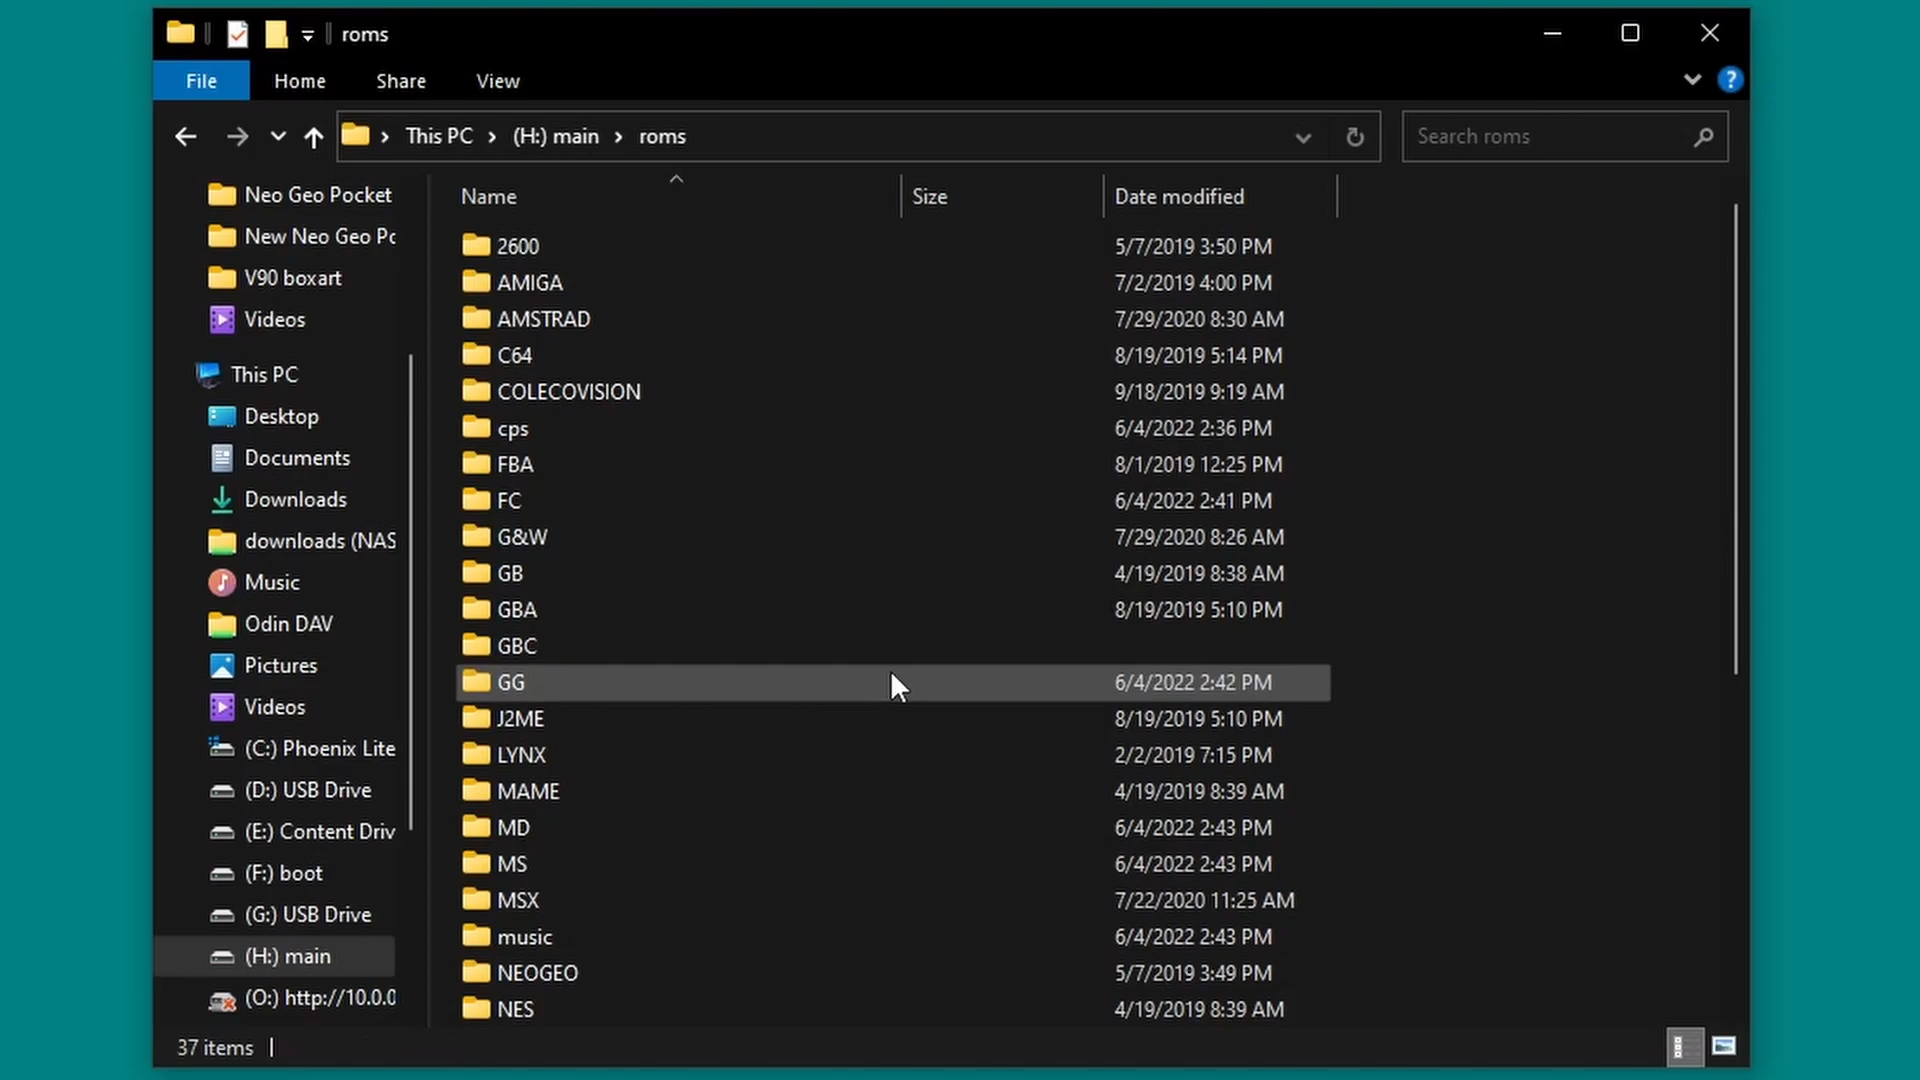 roms
File Home Share View
This PC › (H:) main › roms
Search roms
Neo Geo Pocket
New Neo Geo Pc
V90 boxart
Videos
This PC
Desktop
Documents
Downloads
downloads (NAS
Music
Odin DAV
Pictures
Videos
(C:) Phoenix Lite
(D:) USB Drive
(E:) Content Driv
(F:) boot
(G:) USB Drive
(H:) main
(O:) http://10.0.0
Name Size Date modified
2600 5/7/2019 3:50 PM
AMIGA 7/2/2019 4:00 PM
AMSTRAD 7/29/2020 8:30 AM
C64 8/19/2019 5:14 PM
COLECOVISION 9/18/2019 9:19 AM
cps 6/4/2022 2:36 PM
FBA 8/1/2019 12:25 PM
FC 6/4/2022 2:41 PM
G&W 7/29/2020 8:26 AM
GB 4/19/2019 8:38 AM
GBA 8/19/2019 5:10 PM
GBC
GG 6/4/2022 2:42 PM
J2ME 8/19/2019 5:10 PM
LYNX 2/2/2019 7:15 PM
MAME 4/19/2019 8:39 AM
MD 6/4/2022 2:43 PM
MS 6/4/2022 2:43 PM
MSX 7/22/2020 11:25 AM
music 6/4/2022 2:43 PM
NEOGEO 5/7/2019 3:49 PM
NES 4/19/2019 8:39 AM
37 items